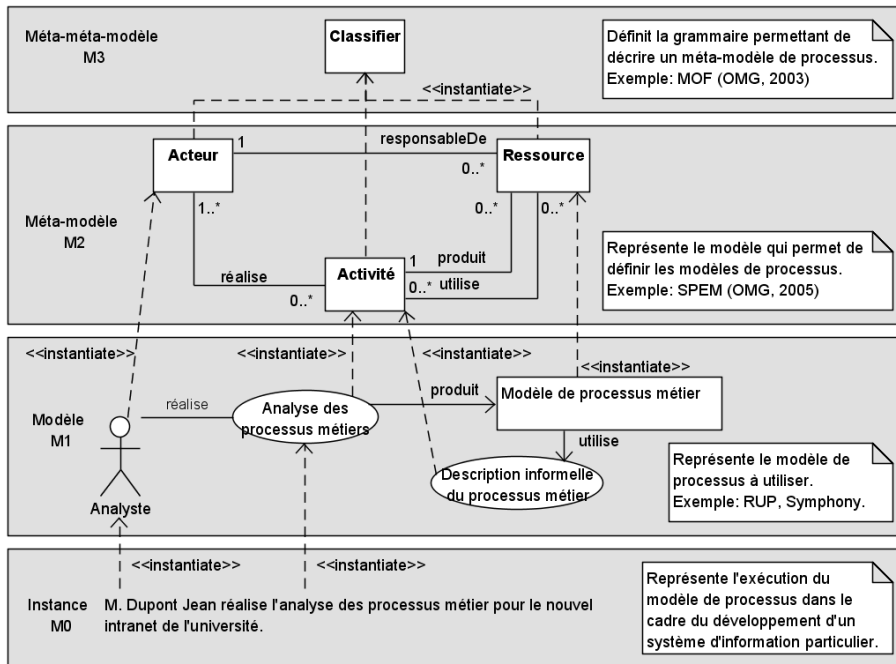 Méta-méta-modèle
M3
Classifier
<<instantiate>>
Définit la grammaire permettant de
décrire un méta-modèle de processus.
Exemple: MOF (OMG, 2003)
Méta-modèle
M2
Acteur
1
responsableDe
0..*
Ressource
1..*
0..*
0..*
réalise
0..*
Activité
1
produit
0..*
utilise
Représente le modèle qui permet de
définir les modèles de processus.
Exemple: SPEM (OMG, 2005)
<<instantiate>>
<<instantiate>>
<<instantiate>>
<<instantiate>>
Modèle
M1
réalise
Analyse des
processus métiers
produit
Modèle de processus métier
utilise
Description informelle
du processus métier
Analyste
Représente le modèle de
processus à utiliser.
Exemple: RUP, Symphony.
<<instantiate>>
<<instantiate>>
Instance
M0
M. Dupont Jean réalise l'analyse des processus métier pour le nouvel
intranet de l'université.
Représente l'exécution du
modèle de processus dans le
cadre du développement d'un
système d'information particulier.